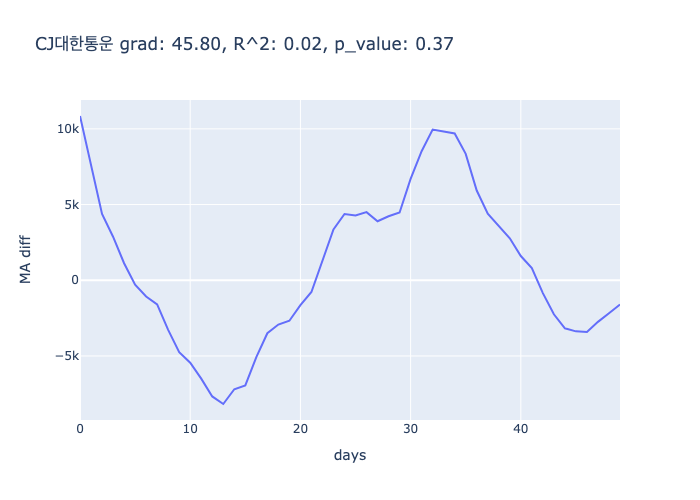 CJ대한통운 grad: 45.80, R^2: 0.02, p_value: 0.37
10k
5k
0
−5k
MA diff
0 10 20 30 40
days